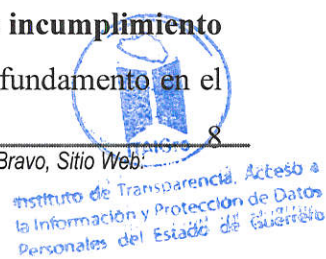 incumplimiento
fundamento en el
8
Bravo, Sitio Web:
Instituto de Transparencia, Acceso a
la Información y Protección de Datos
Personales del Estado de Guerrero